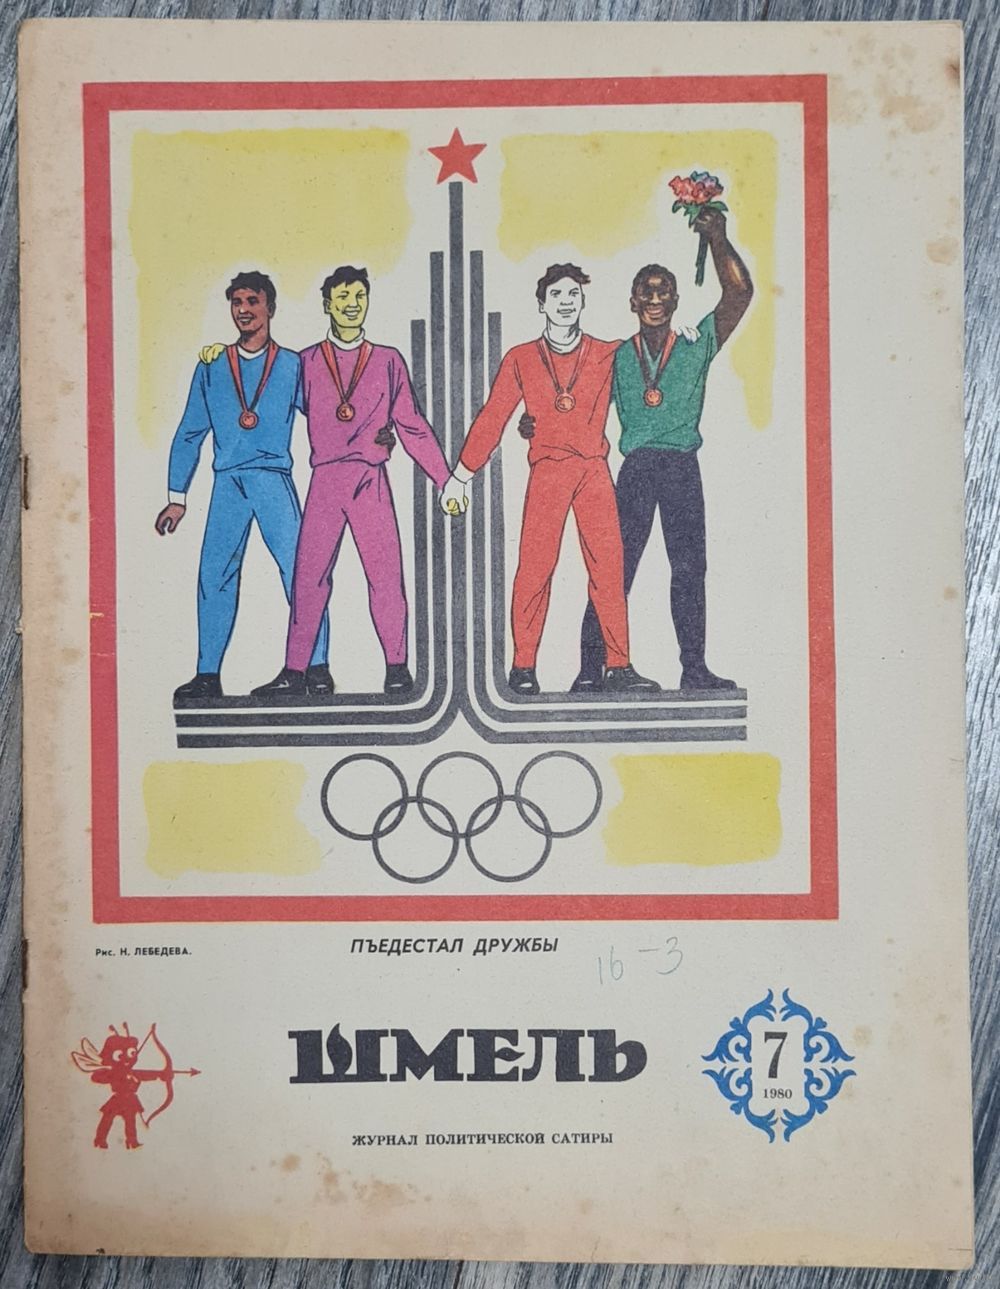 Рис. Н. ЛЕБЕДЕВА.
ПЪЕДЕСТАЛ ДРУЖБЫ
16-3
ШМЕЛЬ
7
1980
ЖУРНАЛ ПОЛИТИЧЕСКОЙ САТИРЫ